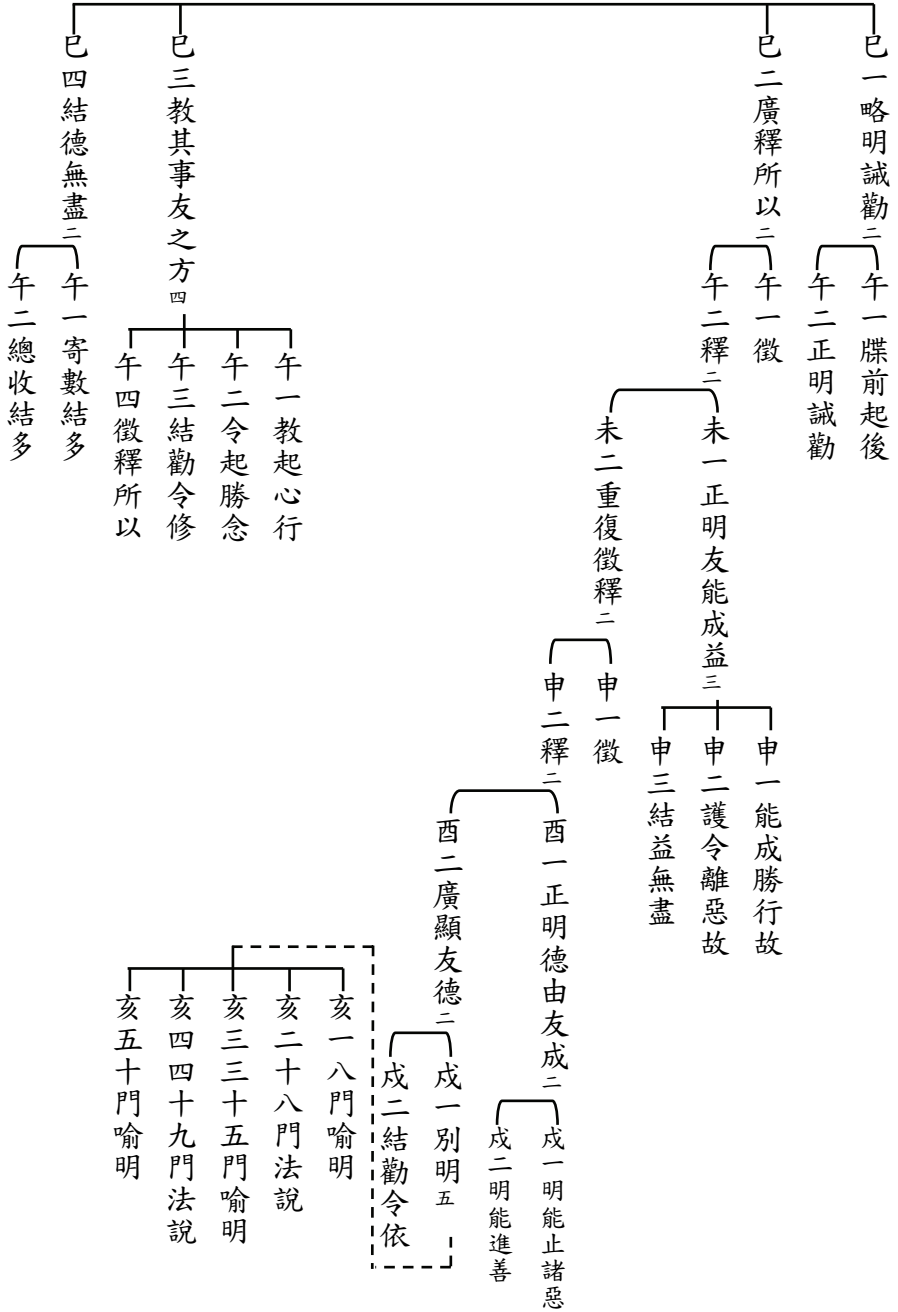 巳一略明誡勸二
午一牒前起後
午二正明誡勸
巳二廣釋所以二
午一徵
午二釋二
未一正明友能成益三
申一能成勝行故
申二護令離惡故
申三結益無盡
未二重復徵釋二
申一徵
申二釋二
酉一正明德由友成二
戍一明能止諸惡
戍二明能進善
酉二廣顯友德二
戍一別明五
亥一八門喻明
亥二十八門法說
亥三三十五門喻明
亥四四十九門法說
亥五十門喻明
戍二結勸令依
巳三教其事友之方四
午一教起心行
午二令起勝念
午三結勸令修
午四徵釋所以
巳四結德無盡二
午一寄數結多
午二總收結多